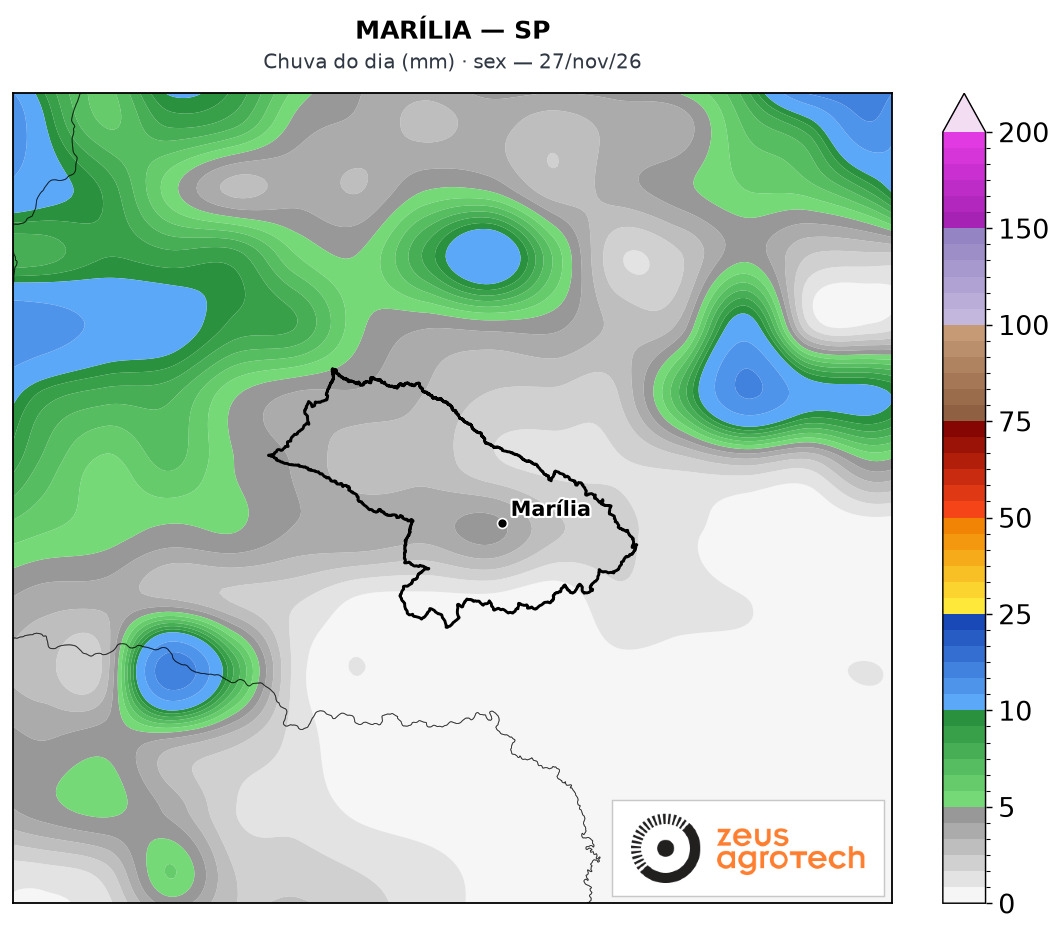 MARÍLIA — SP
Chuva do dia (mm) · sex — 27/nov/26
200
150
100
75
50
25
10
5
0
Marília
zeus
agrotech